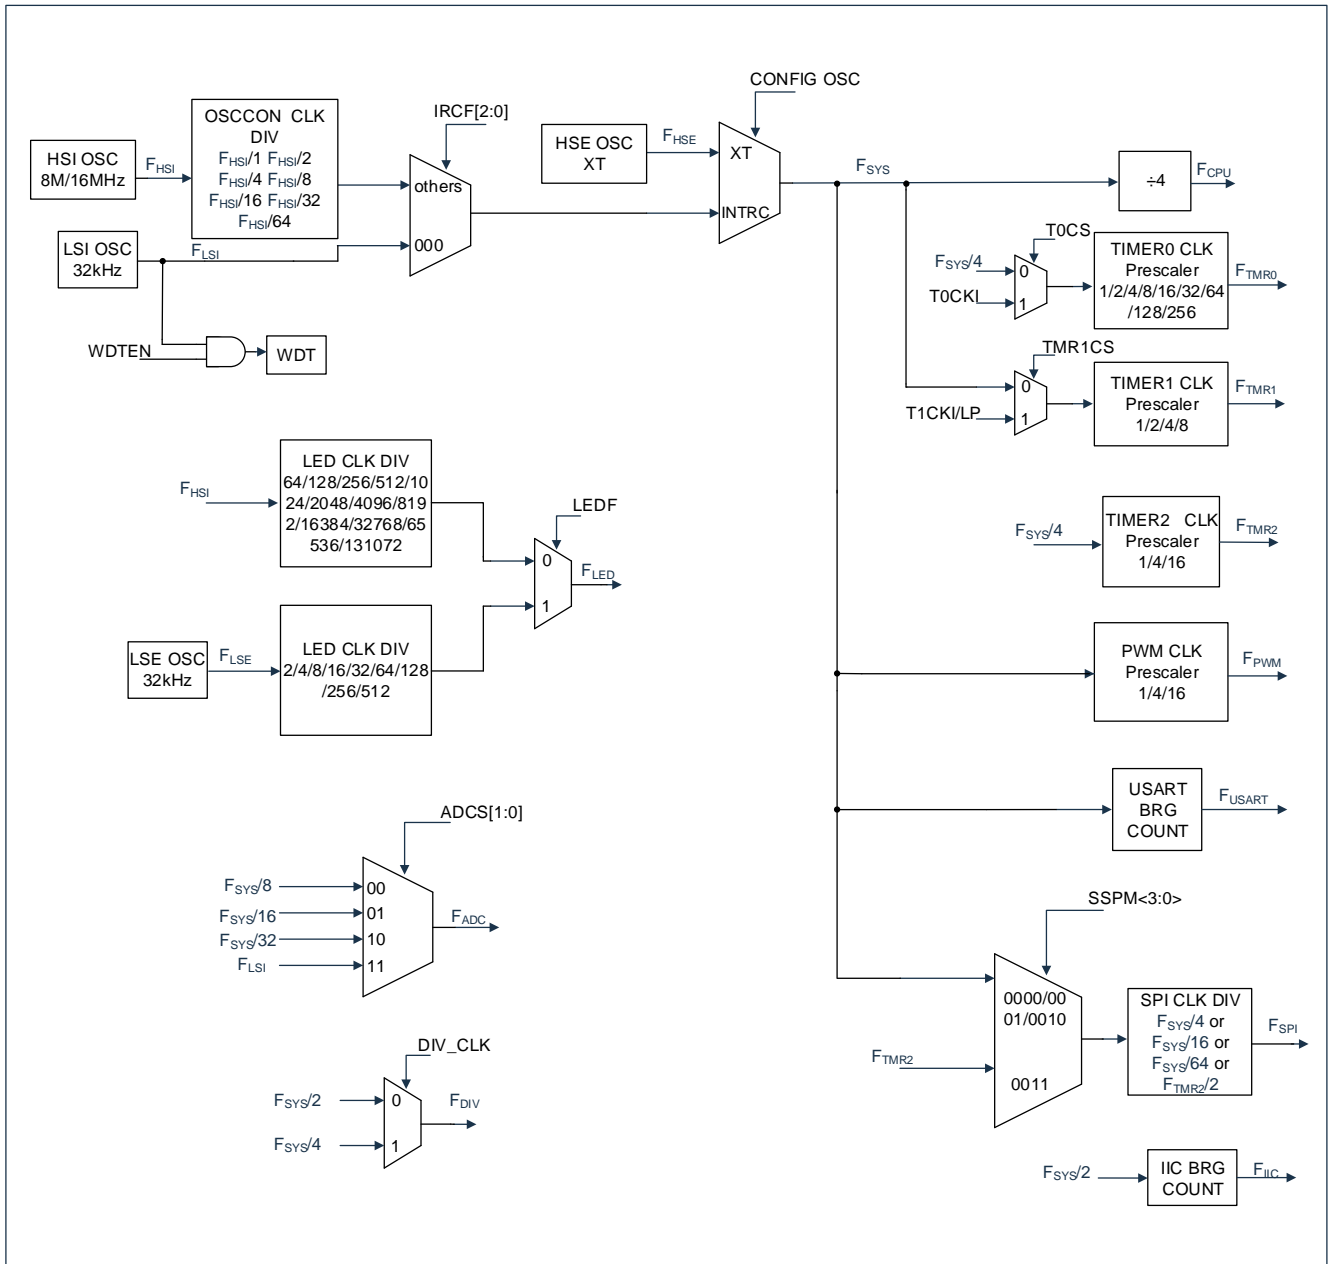 CONFIG OSC
IRCF[2:0]
OSCCON CLK
DIV
FHSI/1 FHSI/2
FHSI/4 FHSI/8
FHSI/16 FHSI/32
FHSI/64
HSI OSC
8M/16MHz
FHSI
others
000
HSE OSC
XT
FHSE
XT
INTRC
FSYS
÷4
FCPU
LSI OSC
32kHz
FLSI
WDTEN
WDT
T0CS
FSYS/4
T0CKI
0
1
TIMER0 CLK
Prescaler
1/2/4/8/16/32/64
/128/256
FTMR0
TMR1CS
T1CKI/LP
0
1
TIMER1 CLK
Prescaler
1/2/4/8
FTMR1
FHSI
LED CLK DIV
64/128/256/512/10
24/2048/4096/819
2/16384/32768/65
536/131072
LEDF
0
1
FLED
FSYS/4
TIMER2 CLK
Prescaler
1/4/16
FTMR2
LSE OSC
32kHz
FLSE
LED CLK DIV
2/4/8/16/32/64/128
/256/512
PWM CLK
Prescaler
1/4/16
FPWM
USART
BRG
COUNT
FUSART
ADCS[1:0]
FSYS/8
FSYS/16
FSYS/32
FLSI
00
01
10
11
FADC
SSPM<3:0>
0000/00
01/0010
0011
FTMR2
SPI CLK DIV
FSYS/4 or
FSYS/16 or
FSYS/64 or
FTMR2/2
FSPI
DIV_CLK
FSYS/2
FSYS/4
0
1
FDIV
FSYS/2
IIC BRG
COUNT
FIIC